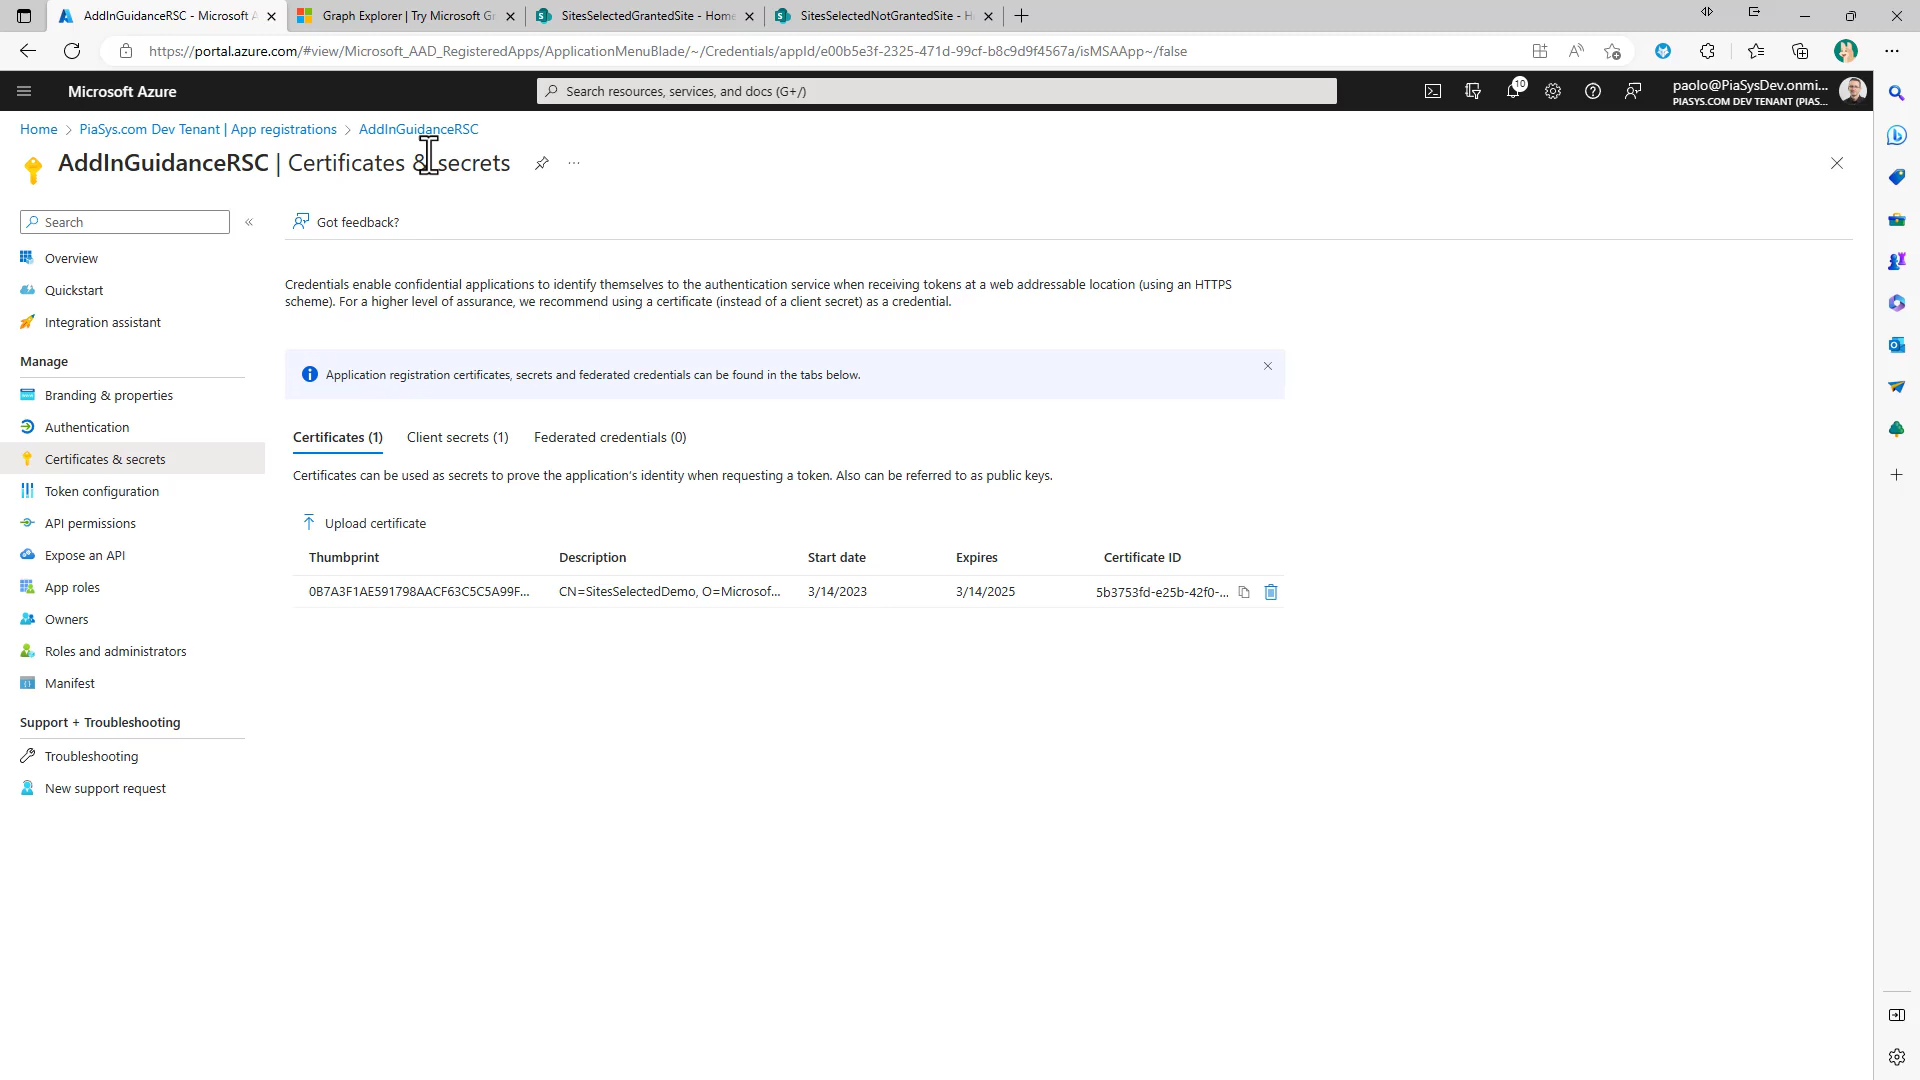 AddInGuidanceRSC - Microsoft A
Graph Explorer | Try Microsoft Gr
SitesSelectedGrantedSite - Home
SitesSelectedNotGrantedSite - H
https://portal.azure.com/#view/Microsoft_AAD_RegisteredApps/ApplicationMenuBlade/~/Credentials/appId/e00b5e3f-2325-471d-99cf-b8c9d9f4567a/isMSAApp~/false
Microsoft Azure
Search resources, services, and docs (G+/)
10
paolo@PiaSysDev.onmi...
PIASYS.COM DEV TENANT (PIAS...
Home > PiaSys.com Dev Tenant | App registrations > AddInGuidanceRSC
AddInGuidanceRSC | Certificates & secrets
Search
Got feedback?
Overview
Quickstart
Integration assistant
Manage
Branding & properties
Authentication
Certificates & secrets
Token configuration
API permissions
Expose an API
App roles
Owners
Roles and administrators
Manifest
Support + Troubleshooting
Troubleshooting
New support request
Credentials enable confidential applications to identify themselves to the authentication service when receiving tokens at a web addressable location (using an HTTPS
scheme). For a higher level of assurance, we recommend using a certificate (instead of a client secret) as a credential.
Application registration certificates, secrets and federated credentials can be found in the tabs below.
Certificates (1)
Client secrets (1)
Federated credentials (0)
Certificates can be used as secrets to prove the application's identity when requesting a token. Also can be referred to as public keys.
Upload certificate
Thumbprint Description Start date Expires Certificate ID
0B7A3F1AE591798AACF63C5C5A99F... CN=SitesSelectedDemo, O=Microsof... 3/14/2023 3/14/2025 5b3753fd-e25b-42f0-...